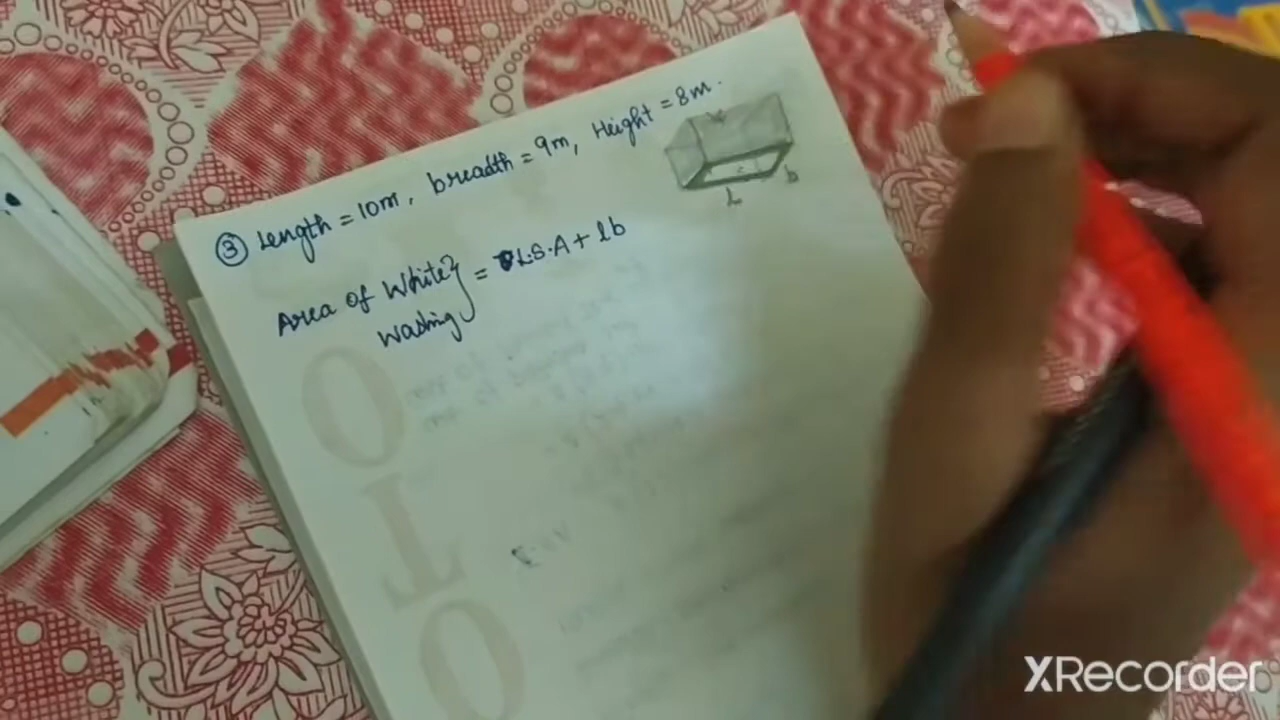 ③ Length = 10m, breadth = 9m, Height = 8m.
L
b
Area of White} = L.S.A + lb
Washing
XRecorder